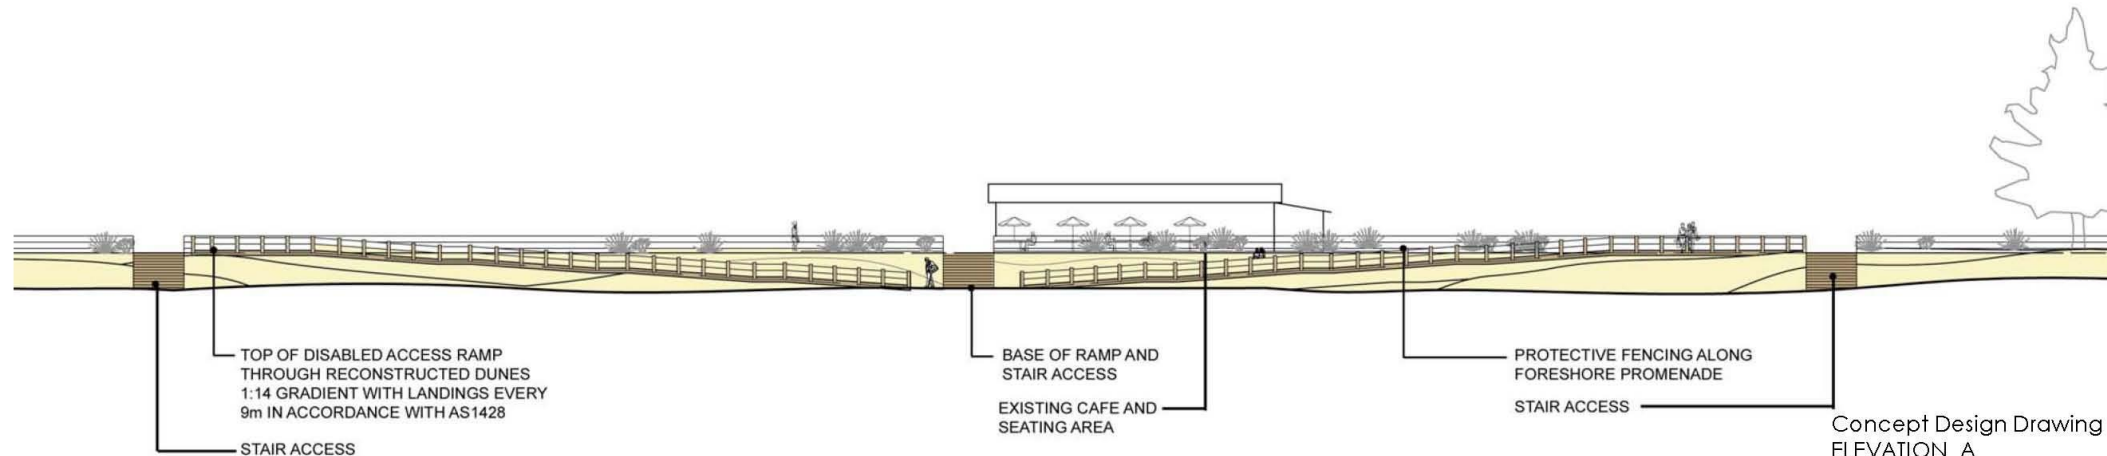 TOP OF DISABLED ACCESS RAMP
THROUGH RECONSTRUCTED DUNES
1:14 GRADIENT WITH LANDINGS EVERY
9m IN ACCORDANCE WITH AS1428
STAIR ACCESS
BASE OF RAMP AND
STAIR ACCESS
EXISTING CAFE AND
SEATING AREA
PROTECTIVE FENCING ALONG
FORESHORE PROMENADE
STAIR ACCESS
Concept Design Drawing
ELEVATION A